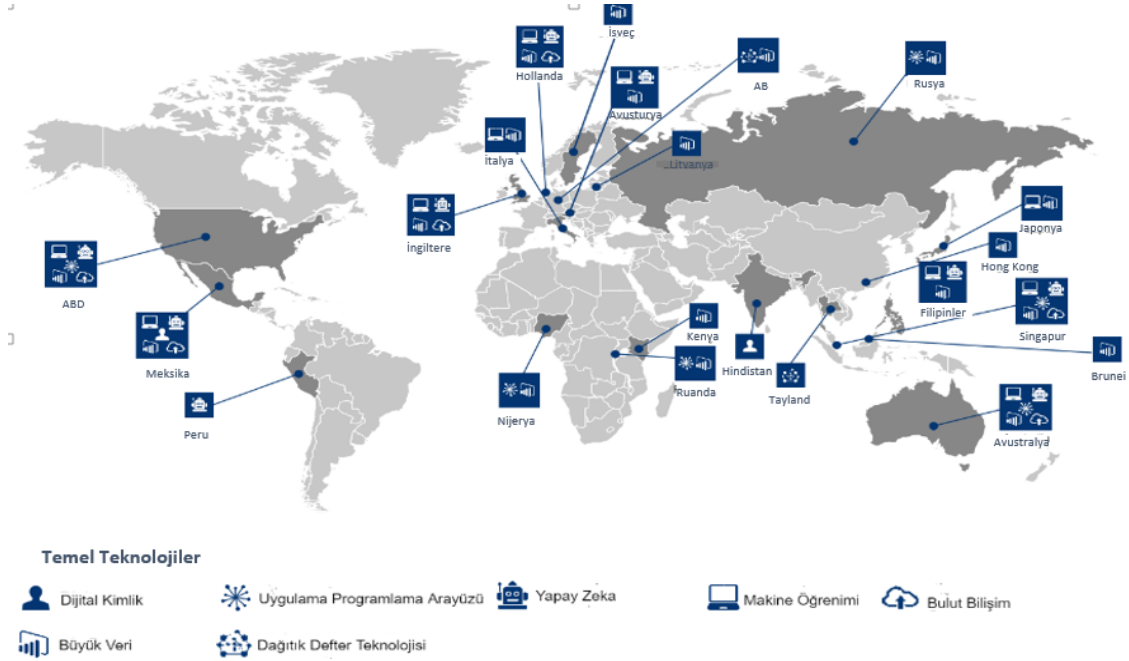 İsveç
Hollanda
AB
Rusya
Avusturya
İtalya
Litvanya
İngiltere
Japonya
Hong Kong
ABD
Filipinler
Singapur
Kenya
Meksika
Hindistan
Brunei
Ruanda
Tayland
Nijerya
Peru
Avustralya
Temel Teknolojiler
Dijital Kimlik
Uygulama Programlama Arayüzü
Yapay Zeka
Makine Öğrenimi
Bulut Bilişim
Büyük Veri
Dağıtık Defter Teknolojisi